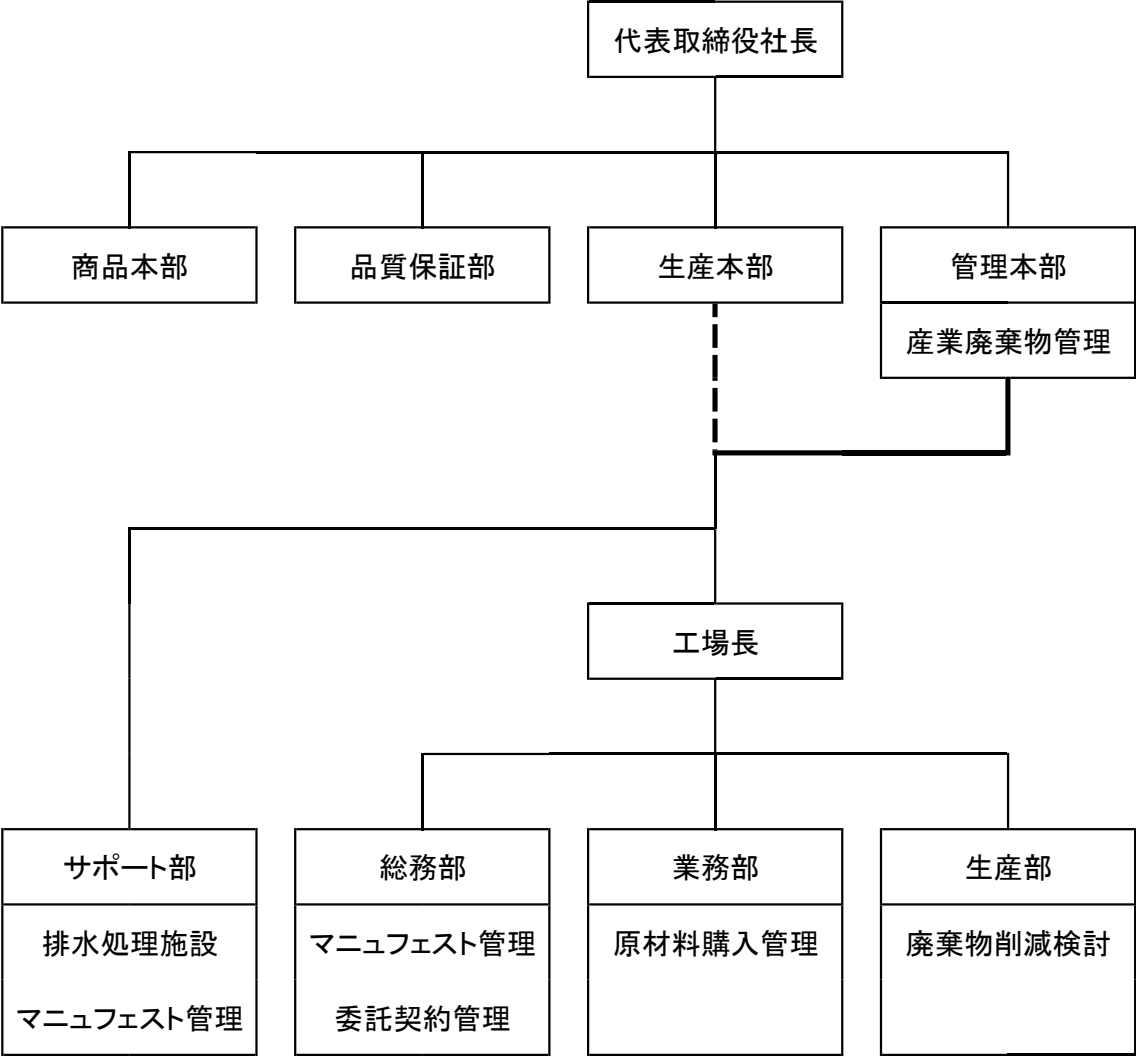 代表取締役社長
商品本部
品質保証部
生産本部
管理本部
産業廃棄物管理
工場長
サポート部
総務部
業務部
生産部
排水処理施設
マニュフェスト管理
原材料購入管理
廃棄物削減検討
マニュフェスト管理
委託契約管理